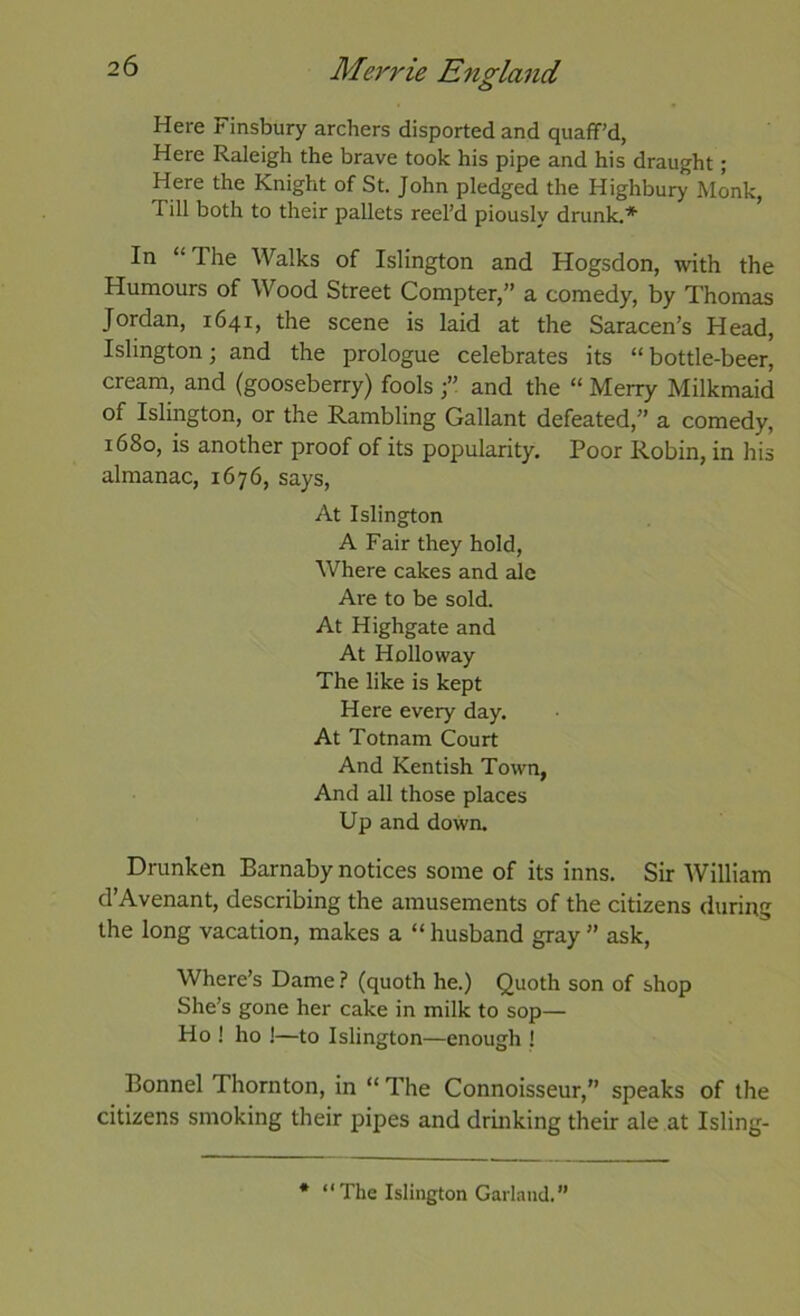 26 Merrie England
Here Finsbury archers disported and quaff’d,
Here Raleigh the brave took his pipe and his draught ;
Here the Knight of St. John pledged the Highbury Monk,
Till both to their pallets reel’d piously drunk.*
In “The Walks of Islington and Hogsdon, with the
Humours of Wood Street Compter,” a comedy, by Thomas
Jordan, 1641, the scene is laid at the Saracen’s Head,
Islington ; and the prologue celebrates its “bottle-beer,
cream, and (gooseberry) fools ;” and the “ Merry Milkmaid
of Islington, or the Rambling Gallant defeated,” a comedy,
1680, is another proof of its popularity. Poor Robin, in his
almanac, 1676, says,
At Islington
A Fair they hold,
Where cakes and ale
Are to be sold.
At Highgate and
At Holloway
The like is kept
Here every day.
At Totnam Court
And Kentish Town,
And all those places
Up and down.
Drunken Barnaby notices some of its inns. Sir William
d’Avenant, describing the amusements of the citizens during
the long vacation, makes a “ husband gray ” ask,
Where’s Dame ? (quoth he.) Quoth son of shop
She’s gone her cake in milk to sop—
Ho ! ho !—to Islington—enough !
Bonnel Thornton, in “ The Connoisseur,” speaks of the
citizens smoking their pipes and drinking their ale at Isling-
* “The Islington Garland.”